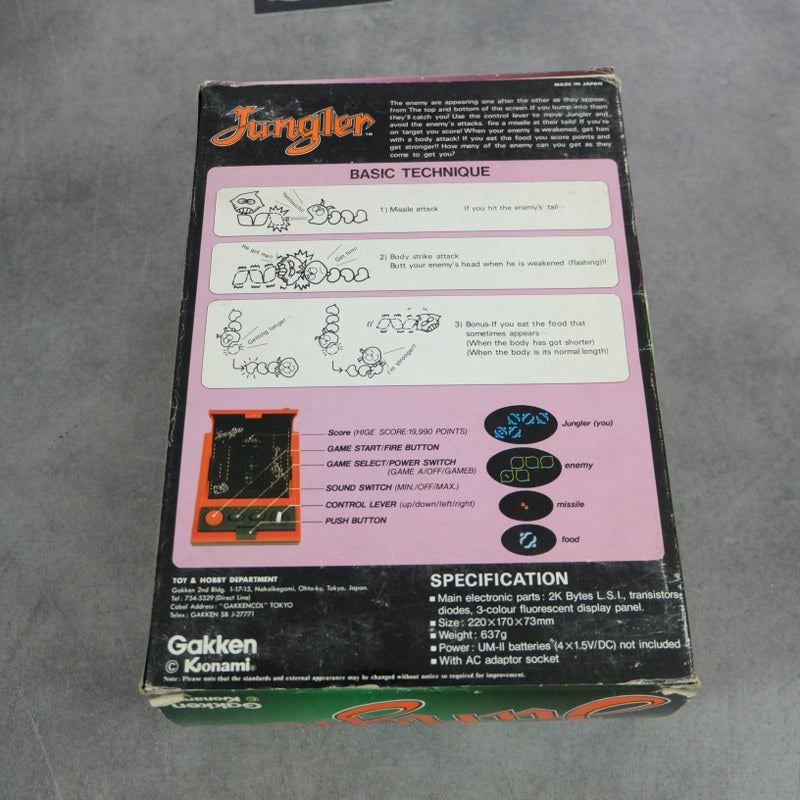 MADE IN JAPAN
Jungler™
The enemy are appearing one after the other as they appear,
from The top and bottom of the screen. If you bump into them
they'll catch you! Use the control lever to move Jungler and
avoid the enemy's attacks, fire a missile at their tails! If you're
on target you score! When your enemy is weakened, get him
with a body attack! If you eat the food you score points and
get stronger!! How many of the enemy can you get as they
come to get you?
BASIC TECHNIQUE
1) Missile attack If you hit the enemy's tail…
He got me!!
Got him!
2) Body strike attack
Butt your enemy's head when he is weakened (flashing)!!
Getting longer…
I'm stronger!!
3) Bonus-If you eat the food that
sometimes appears…
(When the body has got shorter)
(When the body is its normal length)
Jungler
Score (HIGE SCORE:19,990 POINTS)
GAME START/FIRE BUTTON
GAME SELECT/POWER SWITCH
(GAME A/OFF/GAMEB)
SOUND SWITCH (MIN./OFF/MAX.)
CONTROL LEVER (up/down/left/right)
PUSH BUTTON
Jungler (you)
enemy
missile
food
TOY & HOBBY DEPARTMENT
Gakken 2nd Bldg. 1-17-15, Nakaikegami, Ohta-ku, Tokyo, Japan.
Tel: 754-5329 (Direct Line)
Cabel Address: "GAKKENCOL" TOKYO
Telex: GAKKEN SB J-27771
Gakken
© Konami®
SPECIFICATION
■ Main electronic parts: 2K Bytes L.S.I., transistors,
diodes, 3-colour fluorescent display panel.
■ Size: 220×170×73mm
■ Weight: 637g
■ Power: UM-II batteries (4×1.5V/DC) not included
■ With AC adaptor socket
Note: Please note that the standards and external appearance may be changed without notice so required for improvement.
Gakken
© Konami